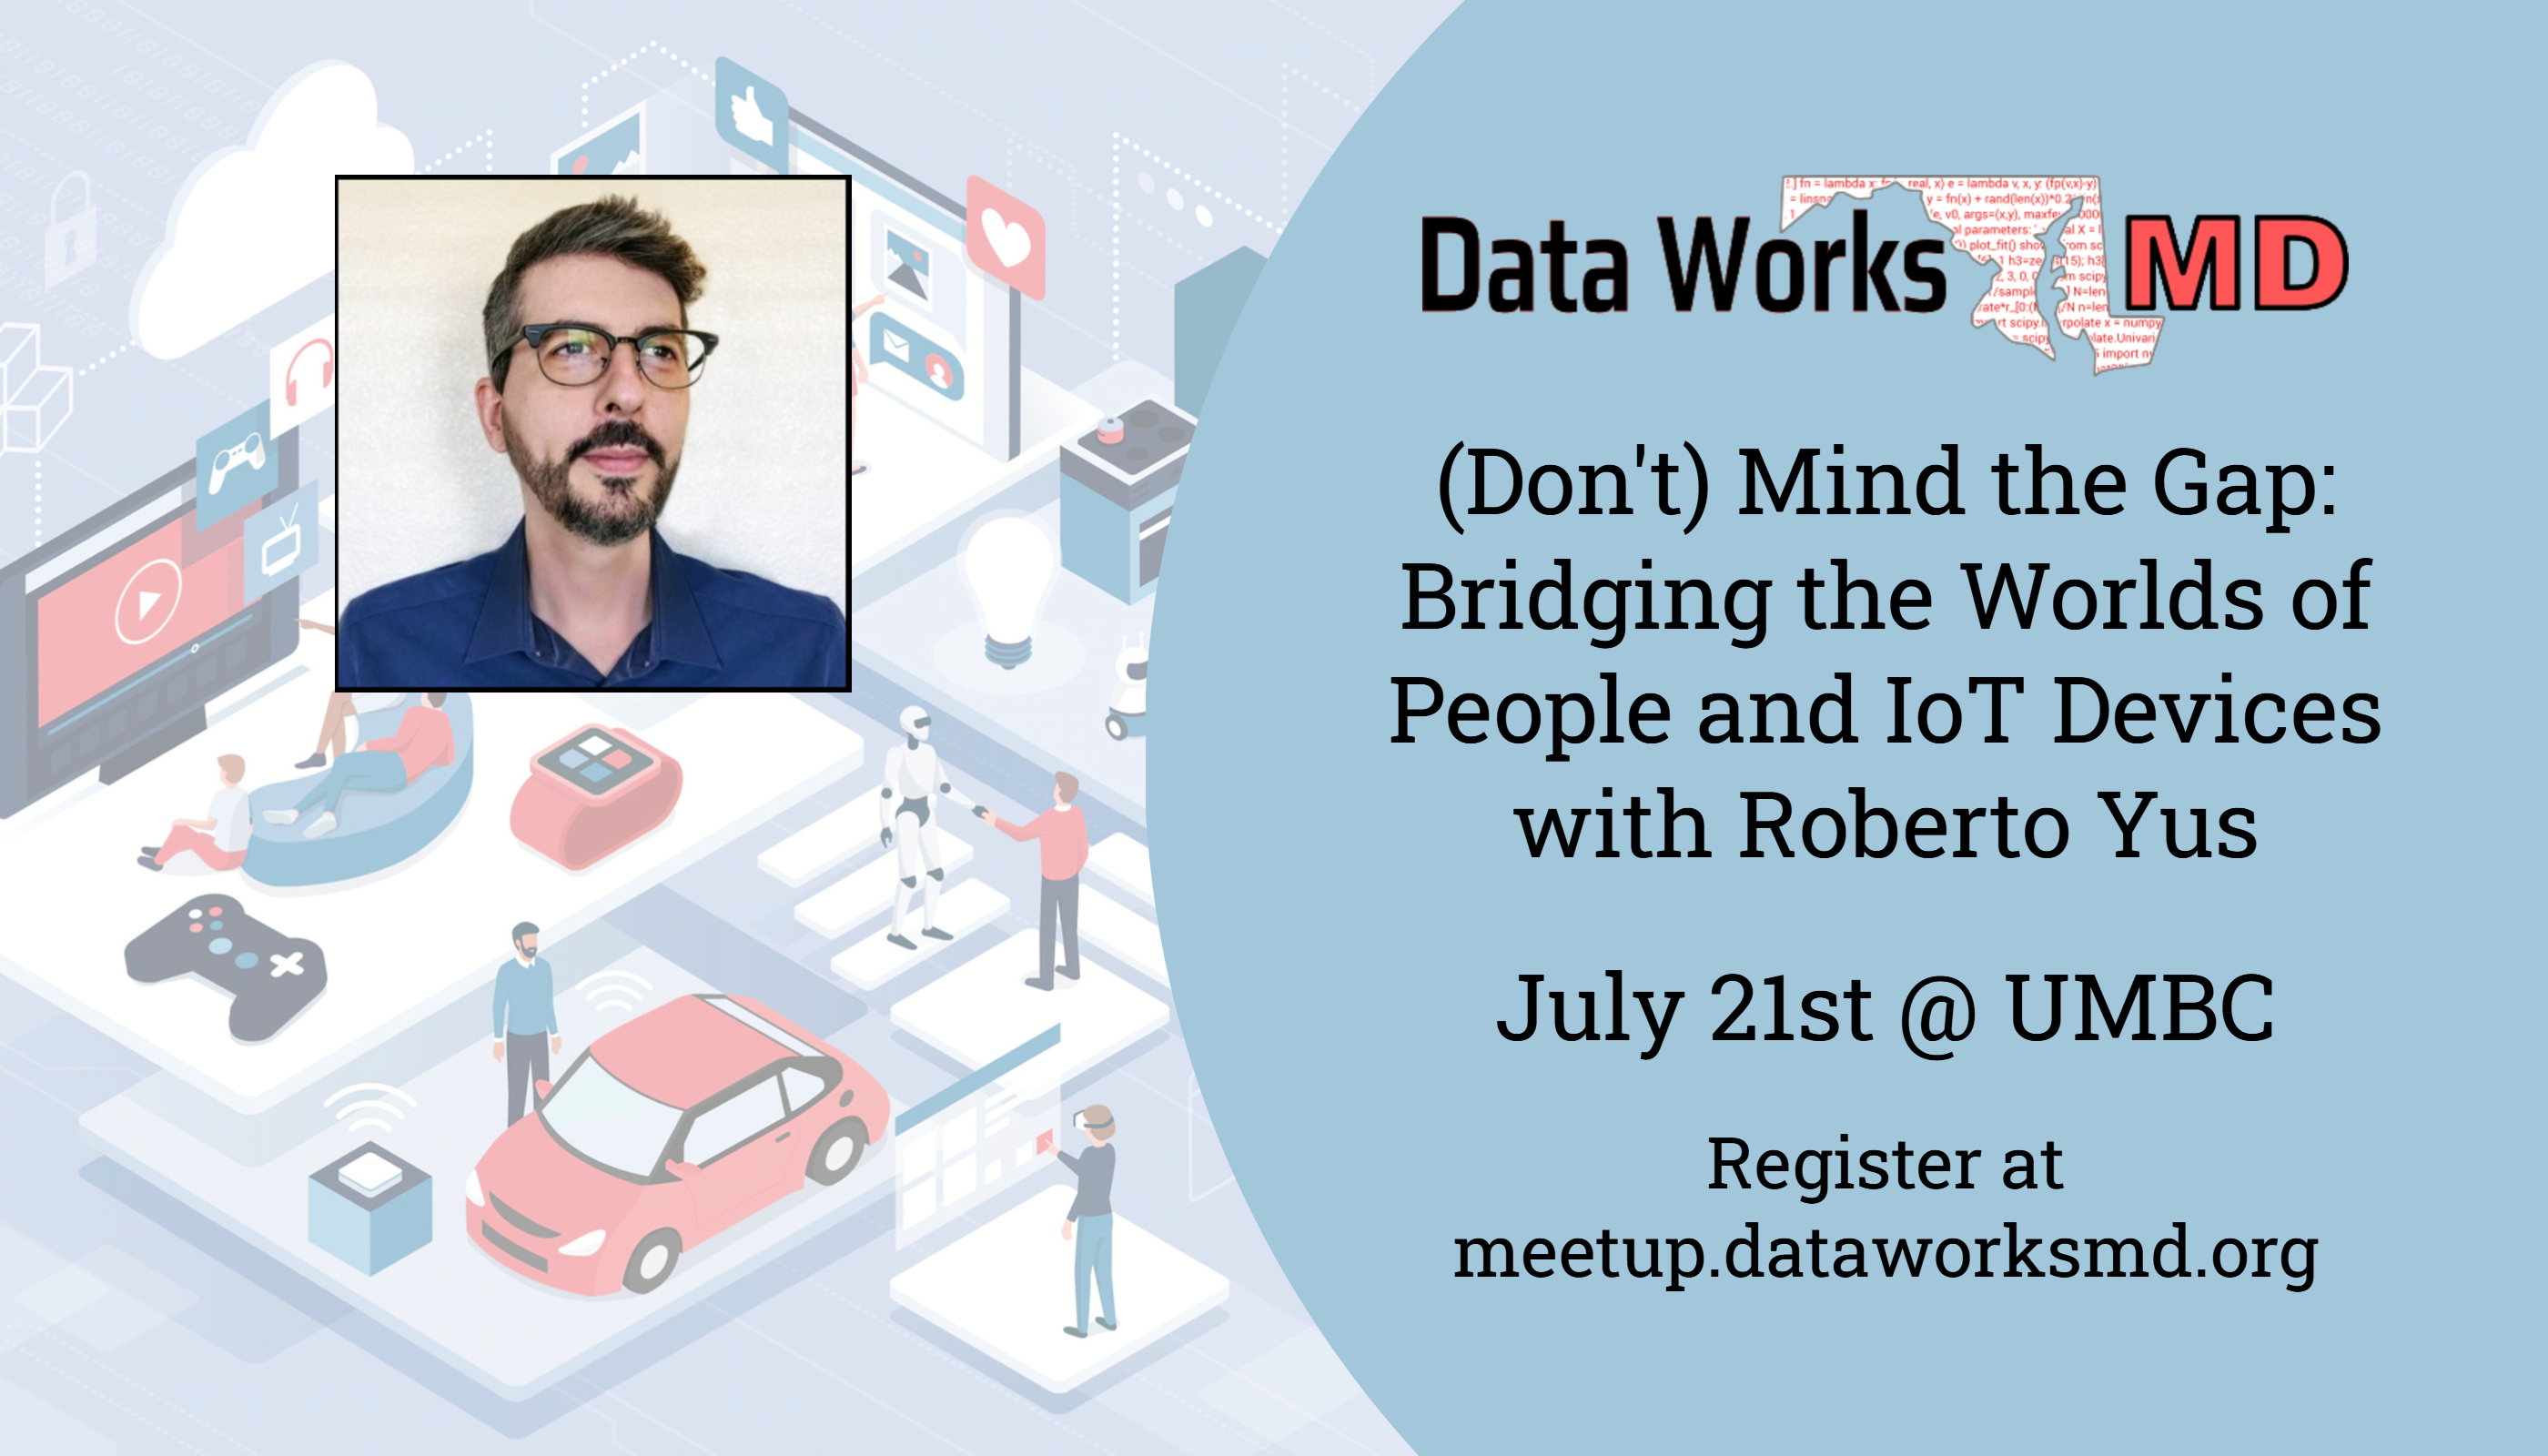 Data Works MD
(Don't) Mind the Gap:
Bridging the Worlds of
People and IoT Devices
with Roberto Yus
July 21st @ UMBC
Register at
meetup.dataworksmd.org